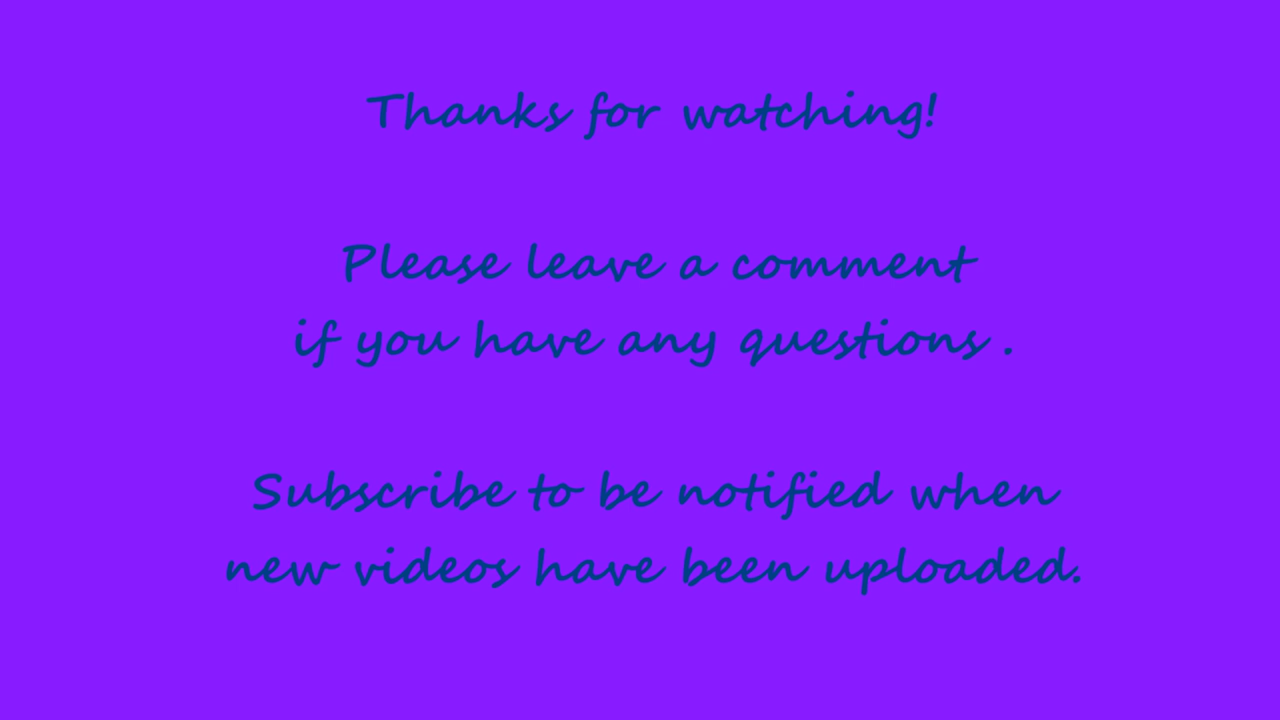 Thanks for watching!
Please leave a comment
if you have any questions .
Subscribe to be notified when
new videos have been uploaded.